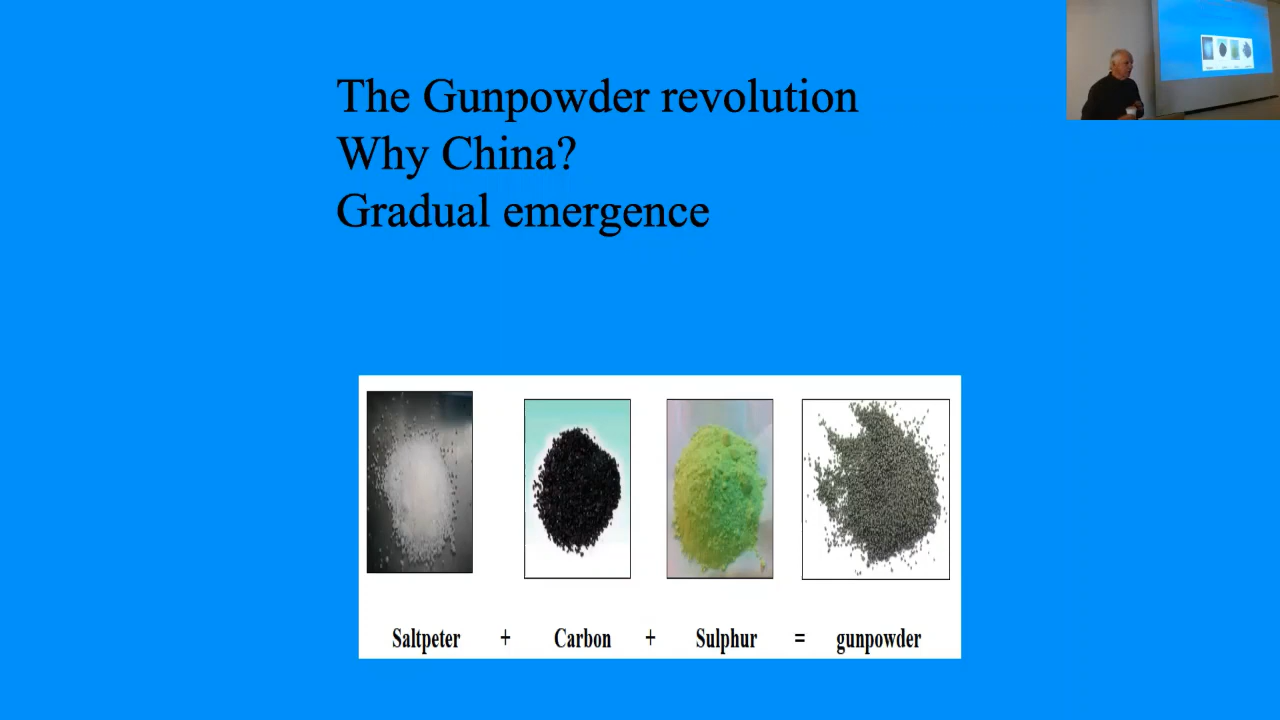 The Gunpowder revolution
Why China?
Gradual emergence
Saltpeter + Carbon + Sulphur = gunpowder